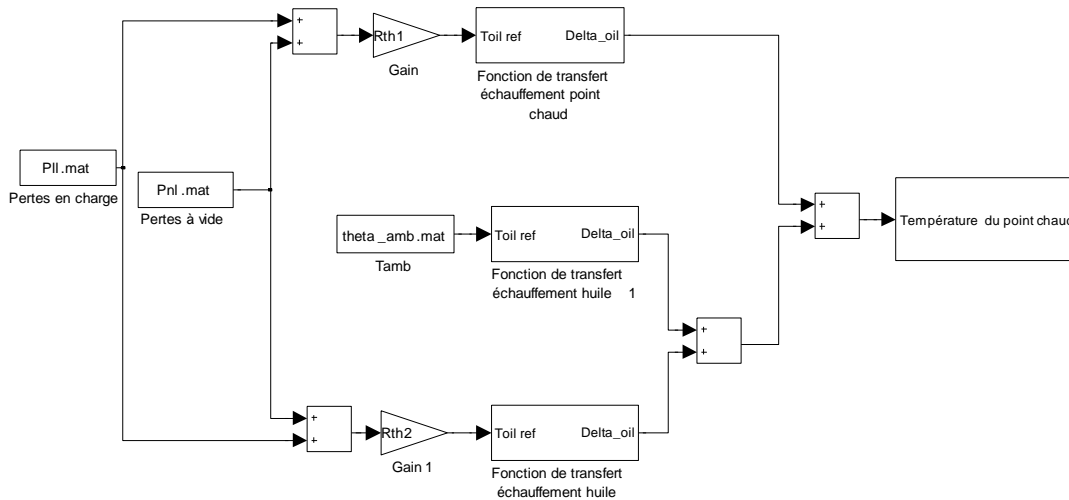 +
+
Rth1
Gain
Toil ref
Delta_oil
Fonction de transfert
échauffement point
chaud
Pll .mat
Pertes en charge
Pnl .mat
Pertes à vide
theta _amb .mat
Tamb
Toil ref
Delta_oil
Fonction de transfert
échauffement huile 1
+
+
Température du point chaud
+
+
+
+
Rth2
Gain 1
Toil ref
Delta_oil
Fonction de transfert
échauffement huile